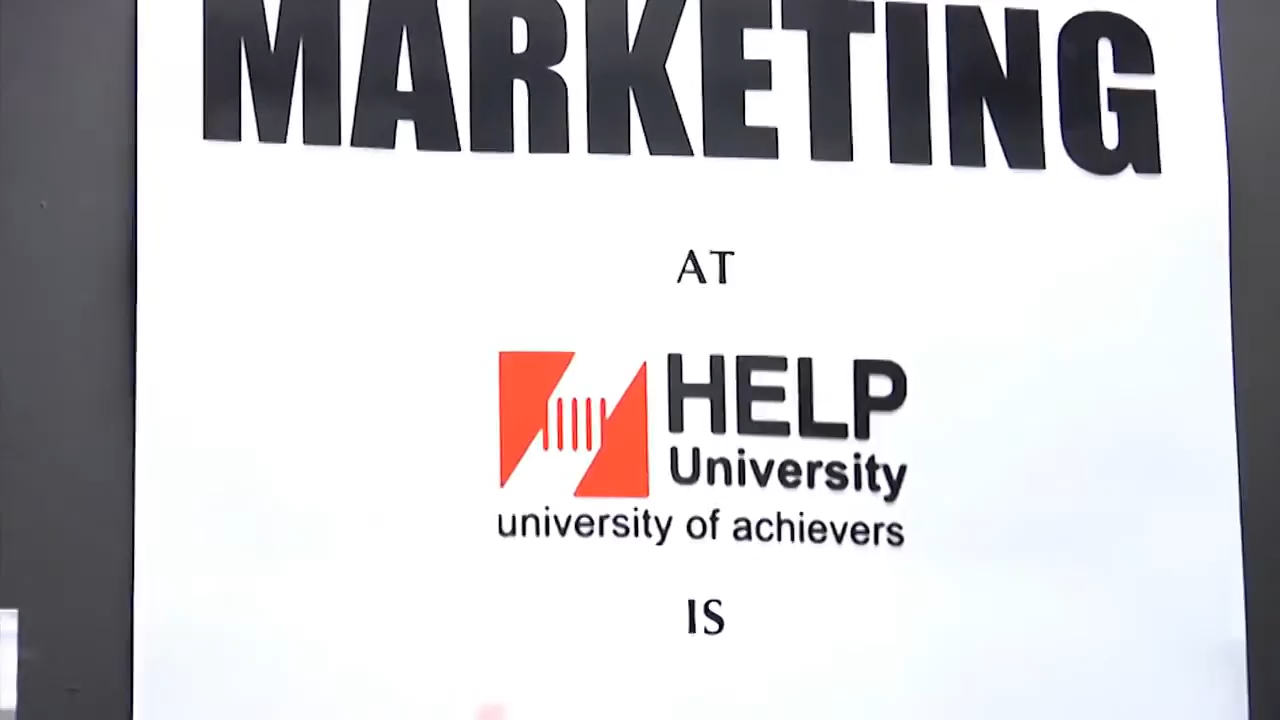 MARKETING
AT
HELP
University
university of achievers
IS